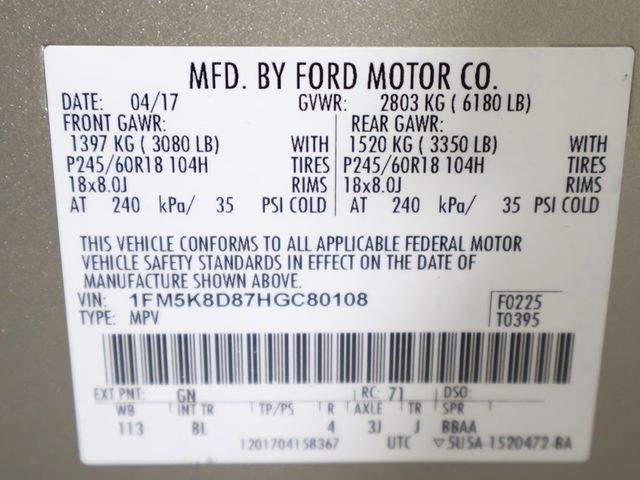 MFD. BY FORD MOTOR CO.
DATE: 04/17 GVWR: 2803 KG ( 6180 LB)
FRONT GAWR: REAR GAWR:
1397 KG ( 3080 LB) WITH 1520 KG ( 3350 LB) WITH
P245/60R18 104H TIRES P245/60R18 104H TIRES
18x8.0J RIMS 18x8.0J RIMS
AT 240 kPa/ 35 PSI COLD AT 240 kPa/ 35 PSI COLD
THIS VEHICLE CONFORMS TO ALL APPLICABLE FEDERAL MOTOR
VEHICLE SAFETY STANDARDS IN EFFECT ON THE DATE OF
MANUFACTURE SHOWN ABOVE.
VIN: 1FM5K8D87HGC80108 F0225
TYPE: MPV T0395
EXT PNT: GN RC: 71 DSO:
WB INT TR TP/PS R AXLE TR SPR
113 BL 4 3J J BBAA
1201704158367 UTC ▽5U5A-1520472-BA